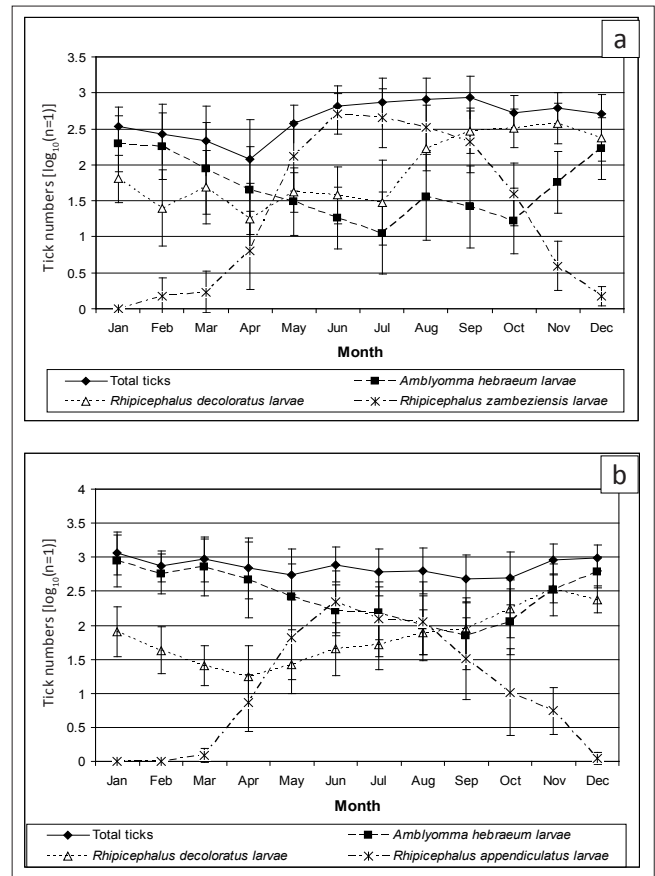 a
Tick numbers [log10(n=1)]
3.5
3
2.5
2
1.5
1
0.5
0
Jan Feb Mar Apr May Jun Jul Aug Sep Oct Nov Dec
Month
Total ticks Amblyomma hebraeum larvae
Rhipicephalus decoloratus larvae Rhipicephalus zambeziensis larvae
b
Tick numbers [log10(n=1)]
4
3.5
3
2.5
2
1.5
1
0.5
0
Jan Feb Mar Apr May Jun Jul Aug Sep Oct Nov Dec
Month
Total ticks Amblyomma hebraeum larvae
Rhipicephalus decoloratus larvae Rhipicephalus appendiculatus larvae